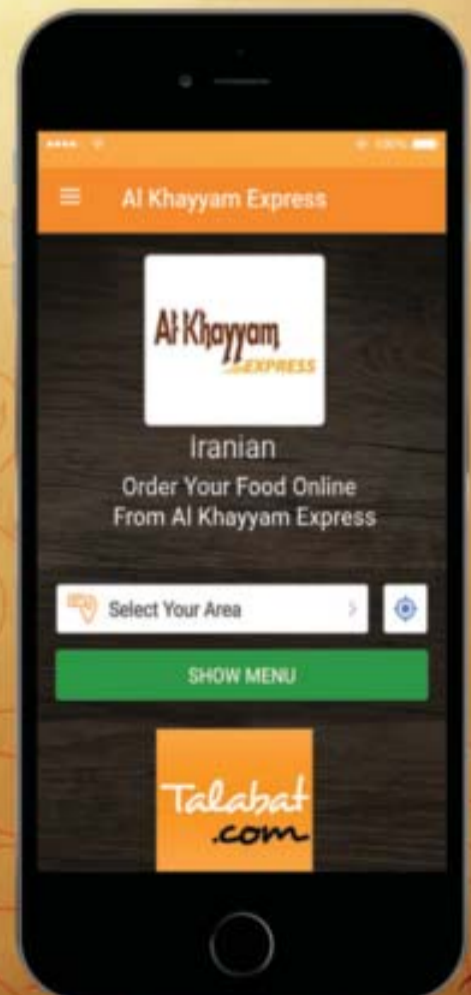 100%
Al Khayyam Express
Al Khayyam
EXPRESS
Iranian
Order Your Food Online
From Al Khayyam Express
Select Your Area
SHOW MENU
Talabat
.com